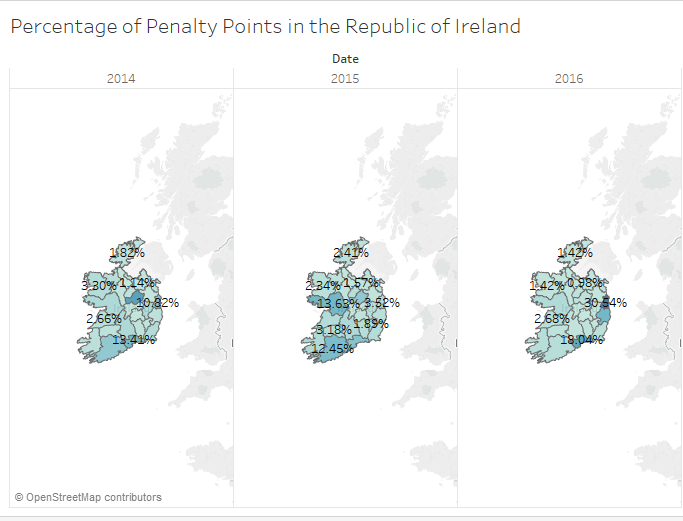 Percentage of Penalty Points in the Republic of Ireland
Date
2014 2015 2016
1.82% 2.41% 1.42%
3.30% 1.14% 2.34% 1.57% 1.42% 0.98%
10.82% 13.63% 3.52% 30.54%
2.66% 3.18% 1.89% 2.68%
13.41% 12.45% 18.04%
© OpenStreetMap contributors